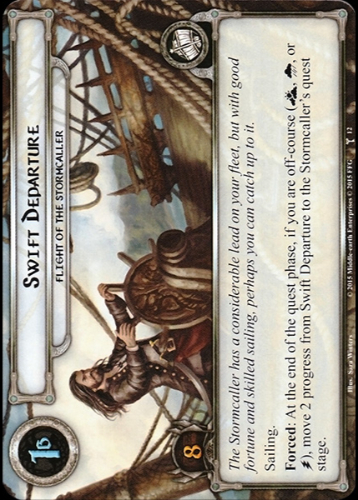 1B
SWIFT DEPARTURE
FLIGHT OF THE STORMCALLER
8
The Stormcaller has a considerable lead on your fleet, but with good
fortune and skilled sailing, perhaps you can catch up to it.
Sailing.
Forced: At the end of the quest phase, if you are off-course ( , , or
), move 2 progress from Swift Departure to the Stormcaller's quest
stage.
Illus. Sara Winters © 2015 Middle-earth Enterprises © 2015 FFG 12